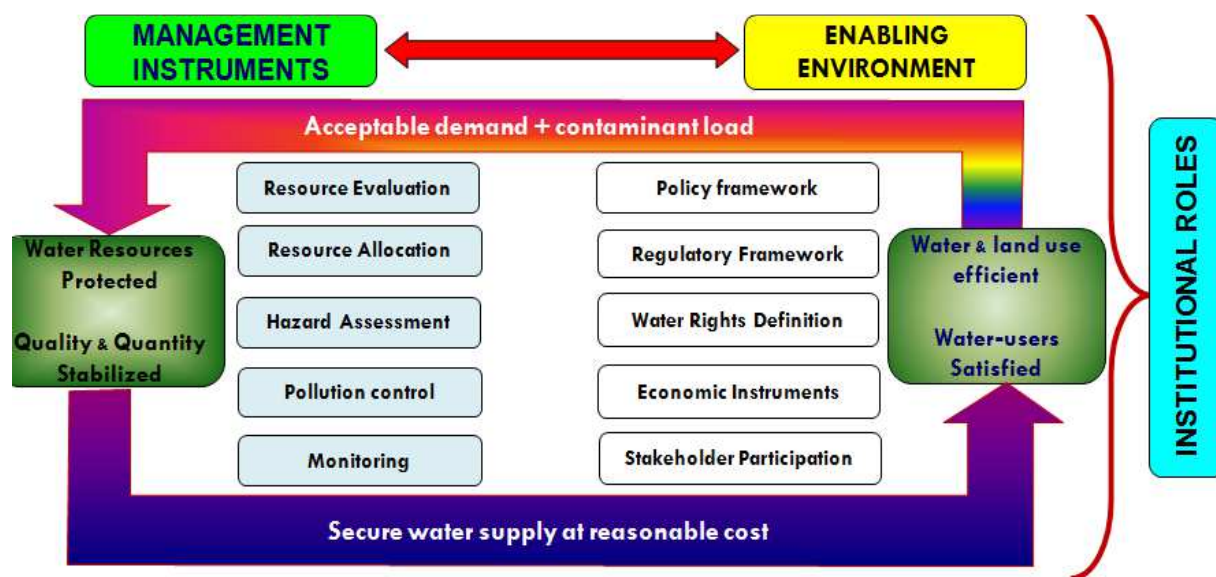 MANAGEMENT
INSTRUMENTS
ENABLING
ENVIRONMENT
Acceptable demand + contaminant load
Resource Evaluation
Resource Allocation
Hazard Assessment
Pollution control
Monitoring
Policy framework
Regulatory Framework
Water Rights Definition
Economic Instruments
Stakeholder Participation
Water Resources
Protected
Quality & Quantity
Stabilized
Water & land use
efficient
Water-users
Satisfied
Secure water supply at reasonable cost
INSTITUTIONAL ROLES